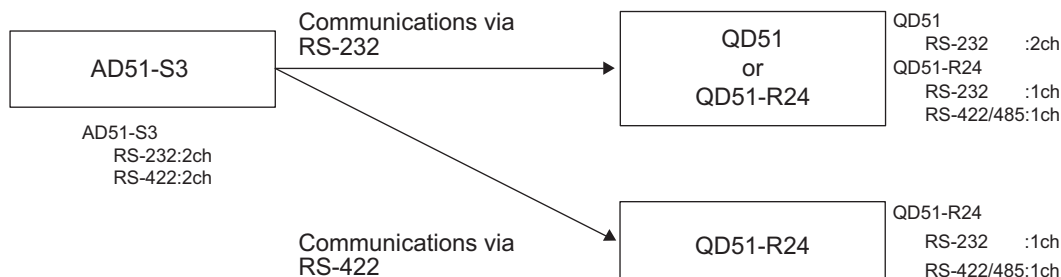 Communications via
RS-232
AD51-S3
AD51-S3
RS-232:2ch
RS-422:2ch
QD51
or
QD51-R24
QD51
RS-232 :2ch
QD51-R24
RS-232 :1ch
RS-422/485:1ch
Communications via
RS-422
QD51-R24
QD51-R24
RS-232 :1ch
RS-422/485:1ch